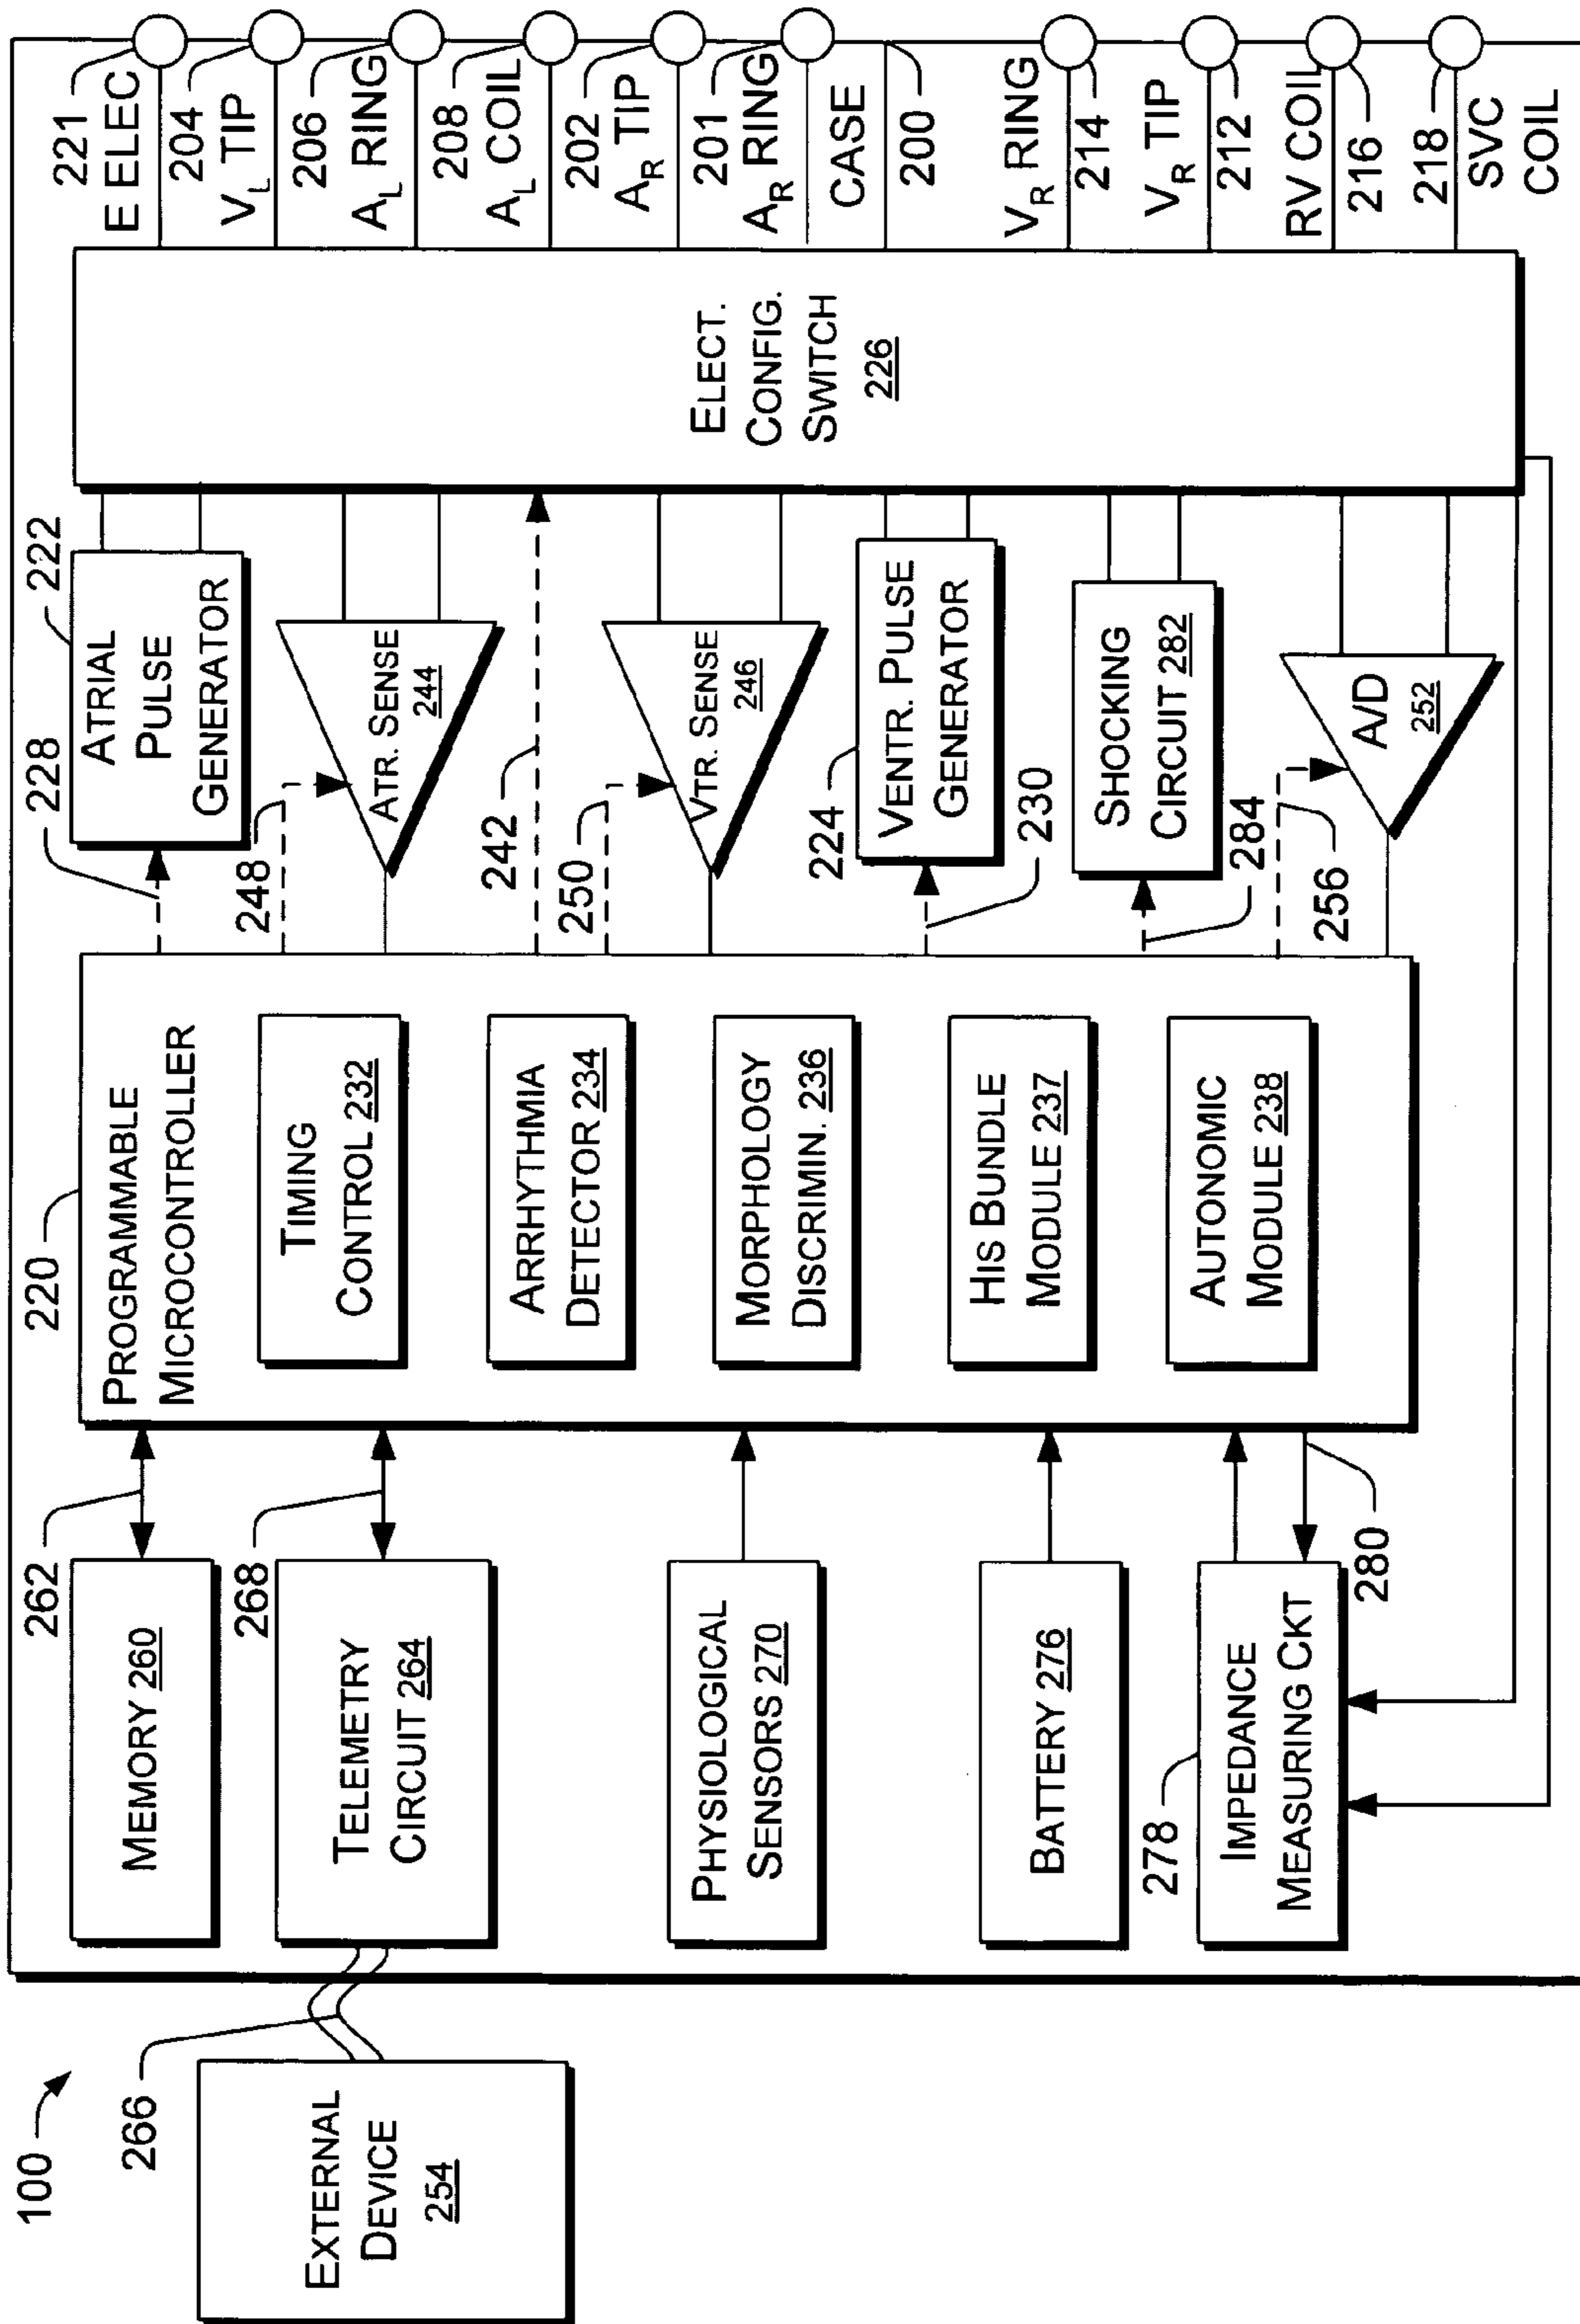 100
EXTERNAL
DEVICE
254
266
MEMORY 260
262
TELEMETRY
CIRCUIT 264
268
PHYSIOLOGICAL
SENSORS 270
BATTERY 276
278
IMPEDANCE
MEASURING CKT
280
220
PROGRAMMABLE
MICROCONTROLLER
TIMING
CONTROL 232
ARRHYTHMIA
DETECTOR 234
MORPHOLOGY
DISCRIMIN. 236
HIS BUNDLE
MODULE 237
AUTONOMIC
MODULE 238
228
222
ATRIAL
PULSE
GENERATOR
248
ATR. SENSE
244
242
250
VTR. SENSE
246
224
VENTR. PULSE
GENERATOR
230
SHOCKING
CIRCUIT 282
284
256
A/D
252
ELECT.
CONFIG.
SWITCH
226
221
E ELEC
204
VL TIP
206
AL RING
208
AL COIL
202
AR TIP
201
AR RING
CASE
200
VR RING
214
VR TIP
212
RV COIL
216
218
SVC
COIL